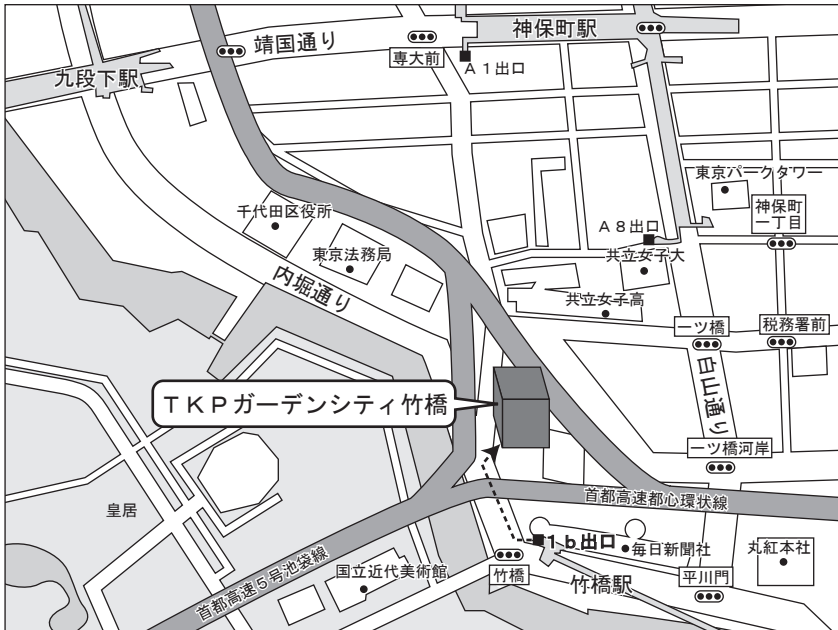 靖国通り
神保町駅
専大前
Ａ１出口
九段下駅
東京パークタワー
神保町
一丁目
千代田区役所
Ａ８出口
東京法務局
共立女子大
内堀通り
共立女子高
一ツ橋
税務署前
白山通り
ＴＫＰガーデンシティ竹橋
一ツ橋河岸
首都高速都心環状線
皇居
１ｂ出口
毎日新聞社
丸紅本社
首都高速５号池袋線
国立近代美術館
竹橋
竹橋駅
平川門